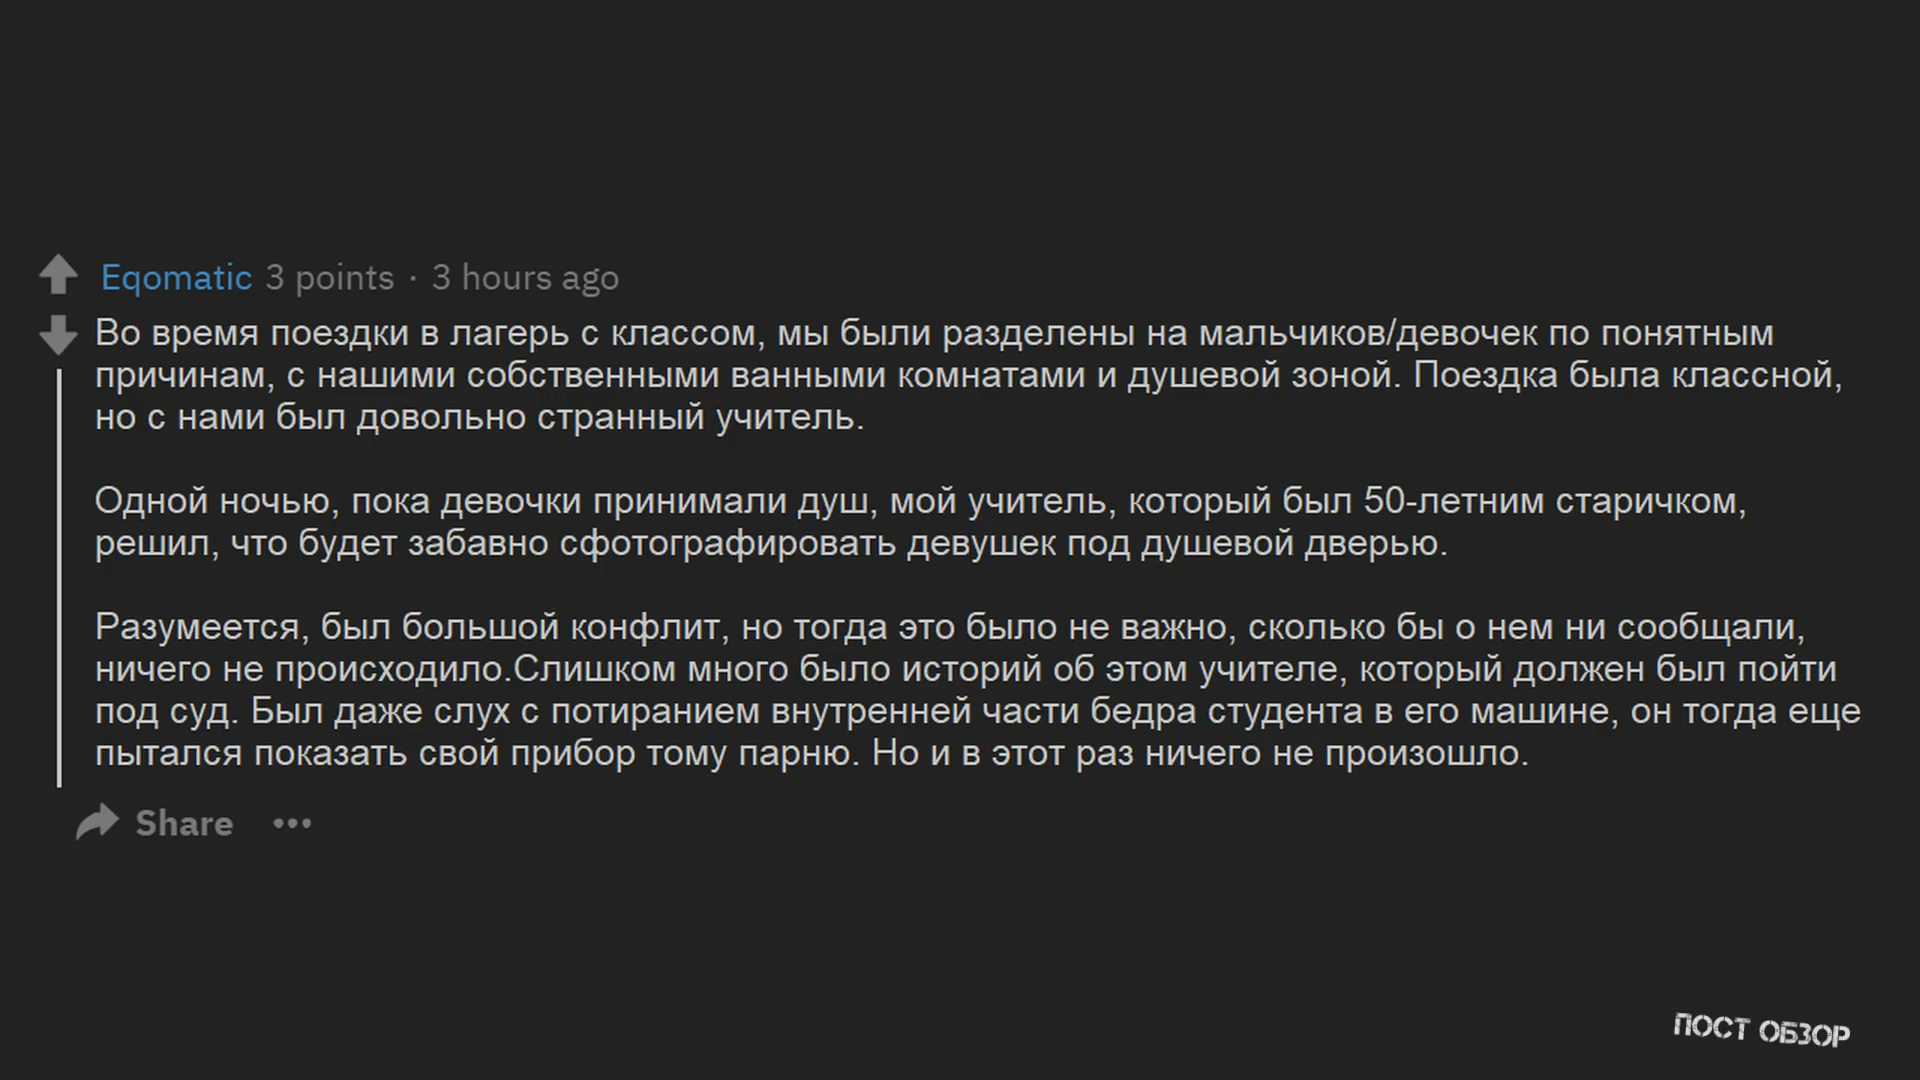 Eqomatic 3 points · 3 hours ago
Во время поездки в лагерь с классом, мы были разделены на мальчиков/девочек по понятным
причинам, с нашими собственными ванными комнатами и душевой зоной. Поездка была классной,
но с нами был довольно странный учитель.
Одной ночью, пока девочки принимали душ, мой учитель, который был 50-летним старичком,
решил, что будет забавно сфотографировать девушек под душевой дверью.
Разумеется, был большой конфлит, но тогда это было не важно, сколько бы о нем ни сообщали,
ничего не происходило.Слишком много было историй об этом учителе, который должен был пойти
под суд. Был даже слух с потиранием внутренней части бедра студента в его машине, он тогда еще
пытался показать свой прибор тому парню. Но и в этот раз ничего не произошло.
Share ...
ПОСТ ОБЗОР